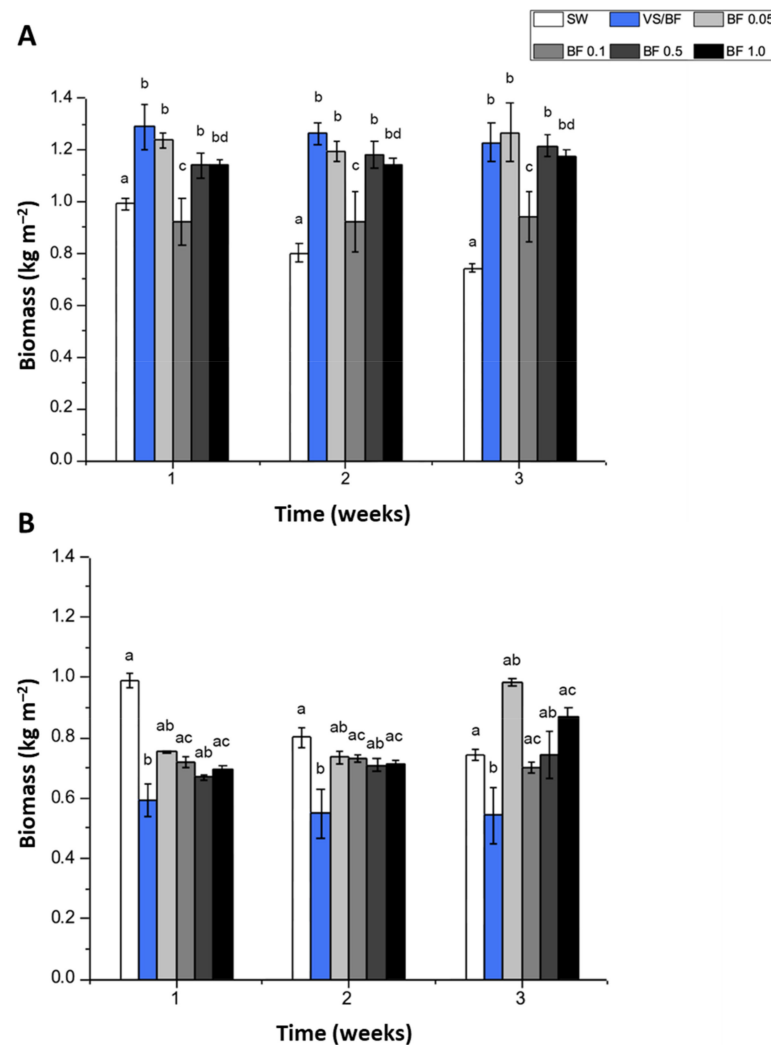 SW VS/BF BF 0.05
BF 0.1 BF 0.5 BF 1.0
A
1.4
1.2
1.0
0.8
0.6
0.4
0.2
0.0
Biomass (kg m⁻²)
a b b c b bd
a b b c b bd
a b b c b bd
1 2 3
Time (weeks)
B
1.4
1.2
1.0
0.8
0.6
0.4
0.2
0.0
Biomass (kg m⁻²)
a b ab ac ab ac
a b ab ac ab ac
a b ab ac ab ac
1 2 3
Time (weeks)